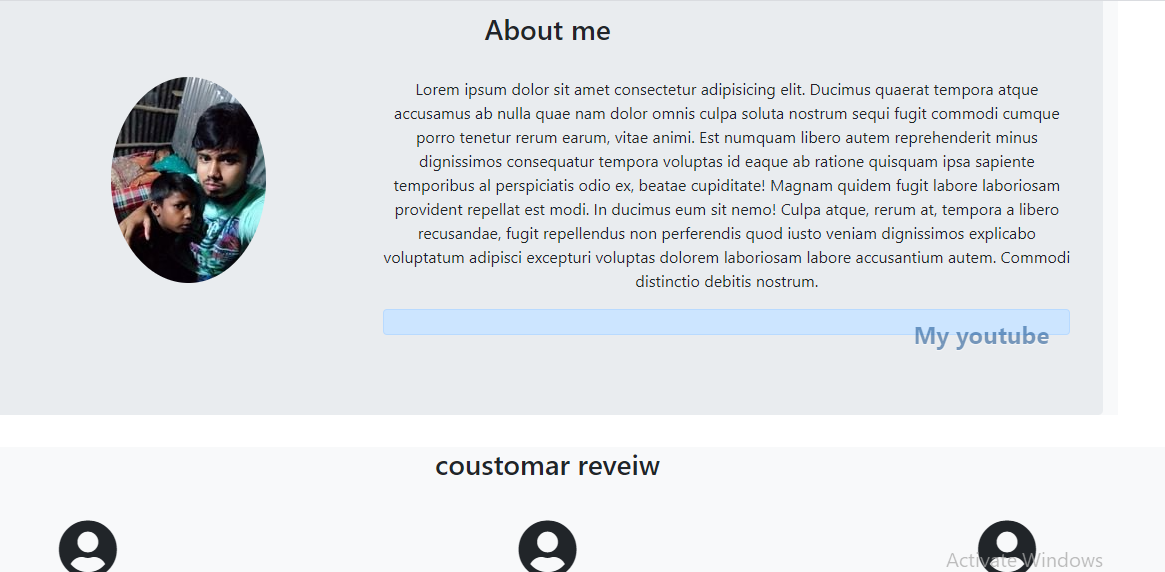 About me
Lorem ipsum dolor sit amet consectetur adipisicing elit. Ducimus quaerat tempora atque
accusamus ab nulla quae nam dolor omnis culpa soluta nostrum sequi fugit commodi cumque
porro tenetur rerum earum, vitae animi. Est numquam libero autem reprehenderit minus
dignissimos consequatur tempora voluptas id eaque ab ratione quisquam ipsa sapiente
temporibus al perspiciatis odio ex, beatae cupiditate! Magnam quidem fugit labore laboriosam
provident repellat est modi. In ducimus eum sit nemo! Culpa atque, rerum at, tempora a libero
recusandae, fugit repellendus non perferendis quod iusto veniam dignissimos explicabo
voluptatum adipisci excepturi voluptas dolorem laboriosam labore accusantium autem. Commodi
distinctio debitis nostrum.
My youtube
coustomar reveiw
Activate Windows